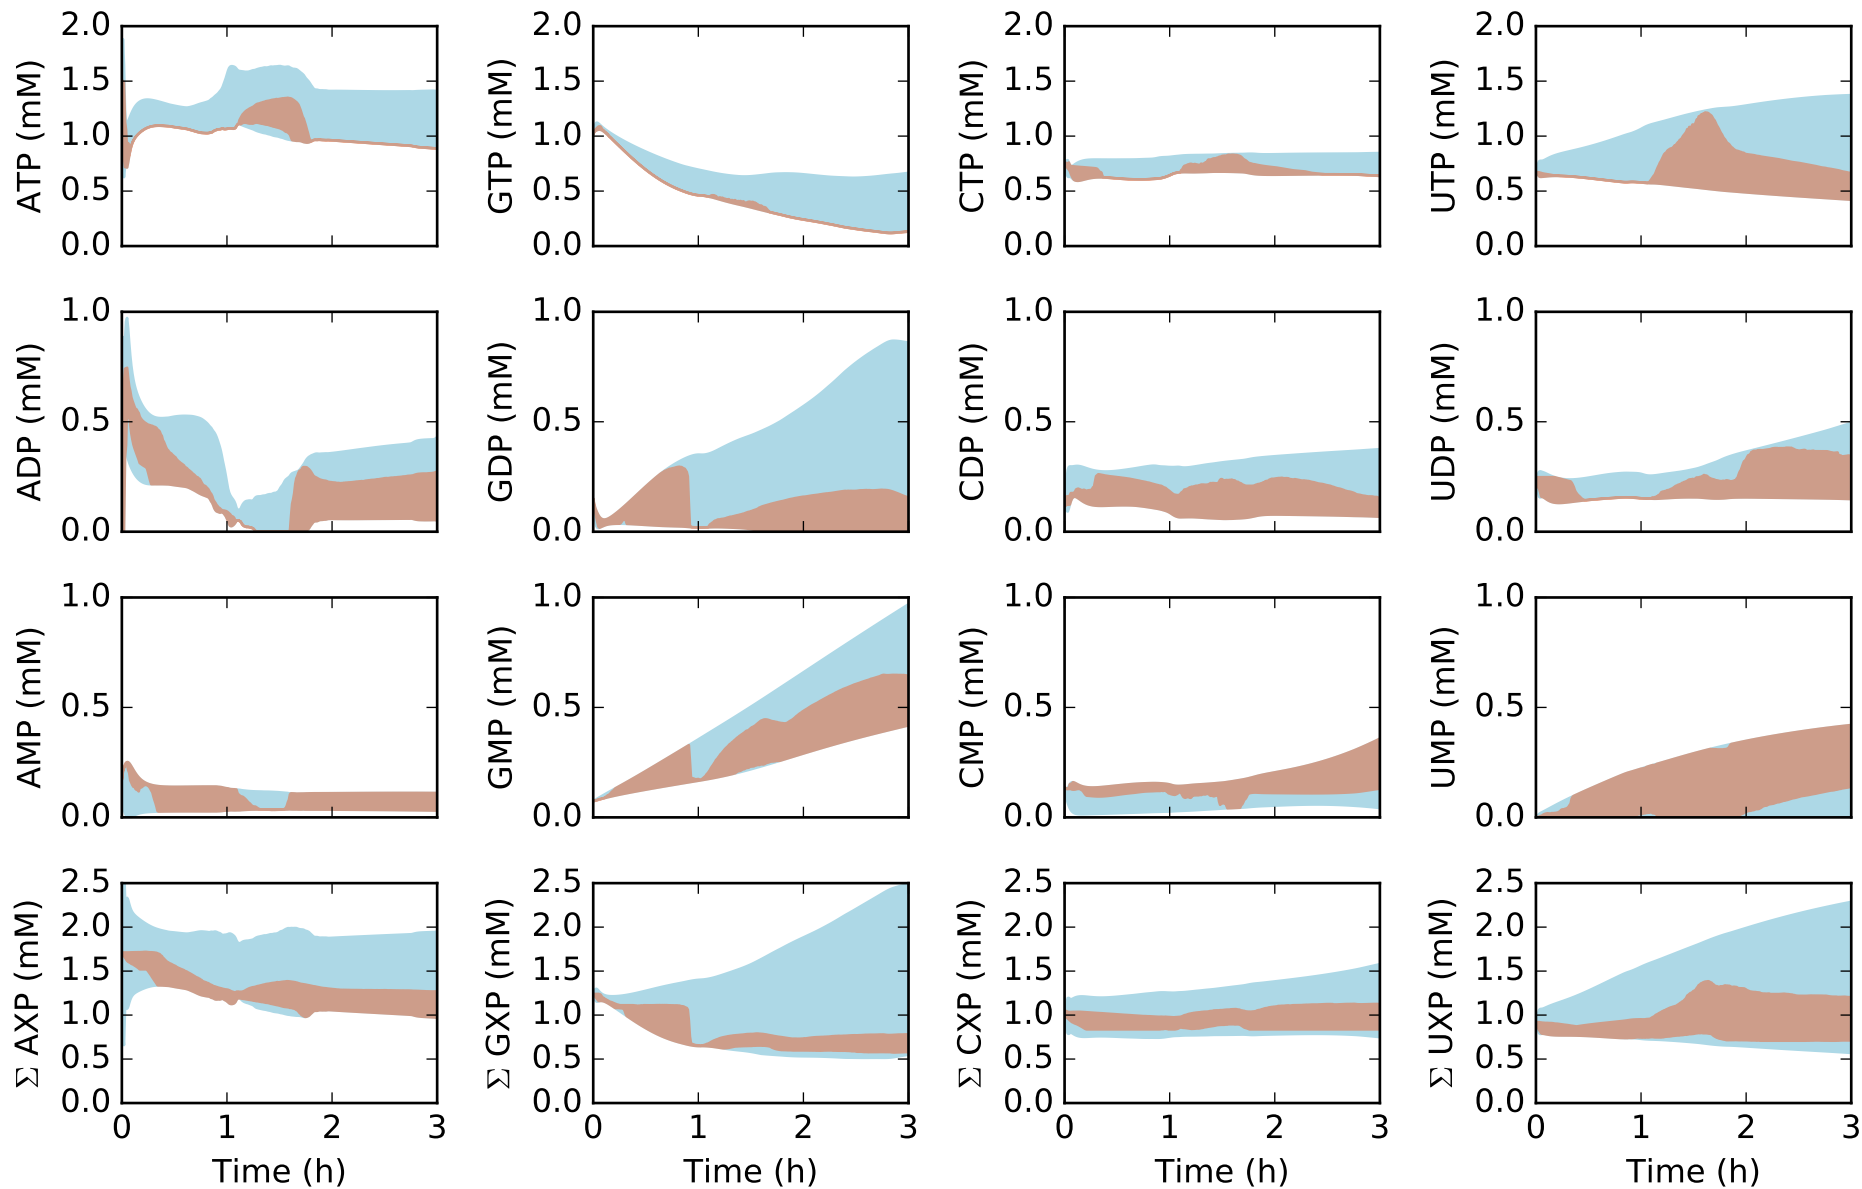 2.0 2.0 2.0 2.0
1.5 1.5 1.5 1.5
1.0 1.0 1.0 1.0
0.5 0.5 0.5 0.5
0.0 0.0 0.0 0.0
ATP (mM) GTP (mM) CTP (mM) UTP (mM)
1.0 1.0 1.0 1.0
0.5 0.5 0.5 0.5
0.0 0.0 0.0 0.0
ADP (mM) GDP (mM) CDP (mM) UDP (mM)
1.0 1.0 1.0 1.0
0.5 0.5 0.5 0.5
0.0 0.0 0.0 0.0
AMP (mM) GMP (mM) CMP (mM) UMP (mM)
2.5 2.5 2.5 2.5
2.0 2.0 2.0 2.0
1.5 1.5 1.5 1.5
1.0 1.0 1.0 1.0
0.5 0.5 0.5 0.5
0.0 0.0 0.0 0.0
Σ AXP (mM) Σ GXP (mM) Σ CXP (mM) Σ UXP (mM)
0 1 2 3 0 1 2 3 0 1 2 3 0 1 2 3
Time (h) Time (h) Time (h) Time (h)